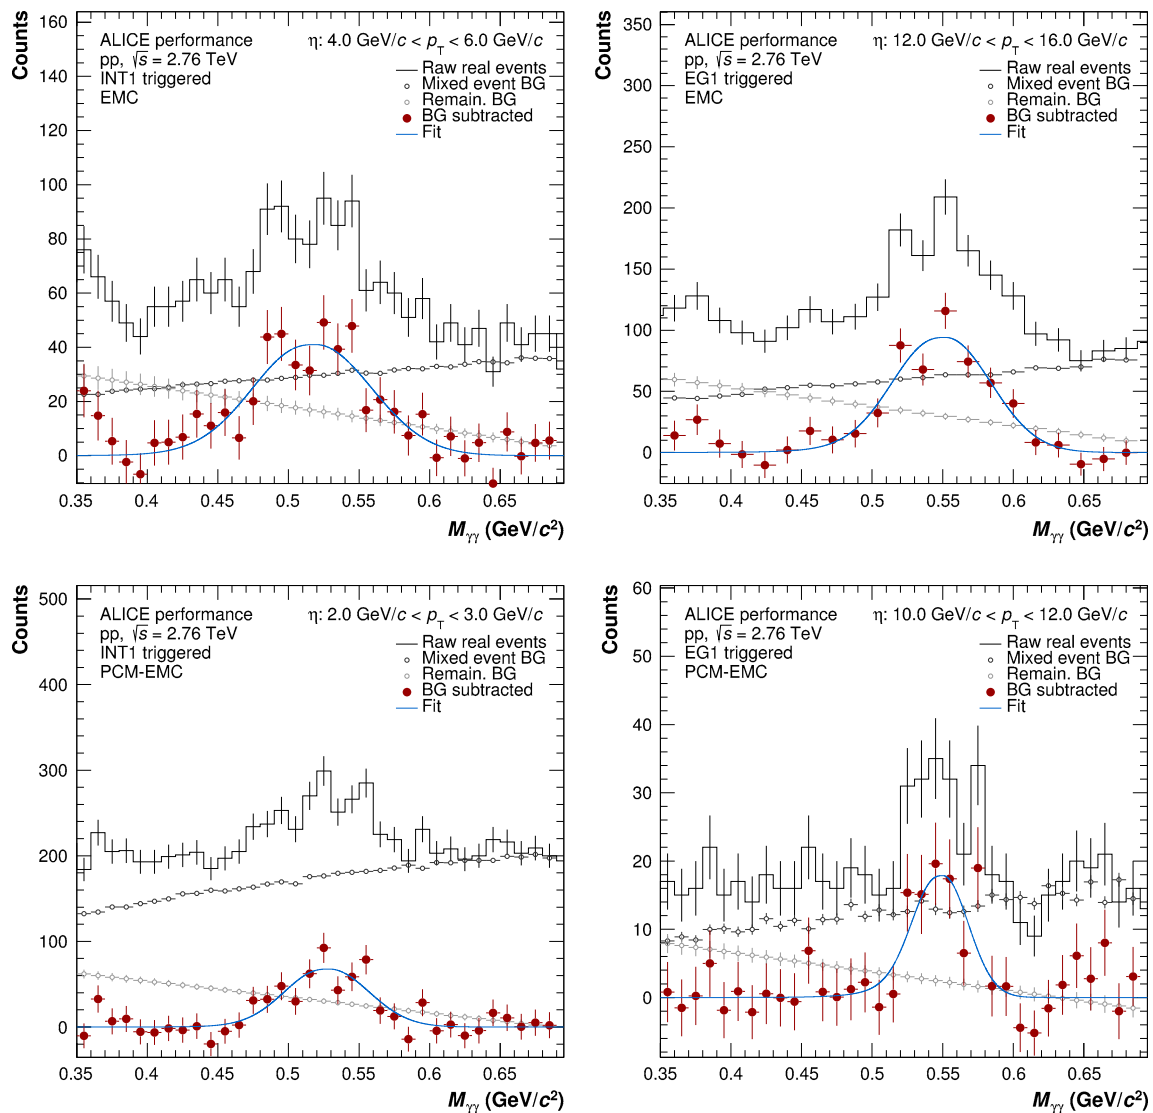 Counts
160
140
120
100
80
60
40
20
0
ALICE performance
pp, √s = 2.76 TeV
INT1 triggered
EMC
η: 4.0 GeV/c < pT < 6.0 GeV/c
Raw real events
Mixed event BG
Remain. BG
BG subtracted
Fit
0.35 0.4 0.45 0.5 0.55 0.6 0.65
Mγγ (GeV/c²)
Counts
350
300
250
200
150
100
50
0
ALICE performance
pp, √s = 2.76 TeV
EG1 triggered
EMC
η: 12.0 GeV/c < pT < 16.0 GeV/c
Raw real events
Mixed event BG
Remain. BG
BG subtracted
Fit
0.35 0.4 0.45 0.5 0.55 0.6 0.65
Mγγ (GeV/c²)
Counts
500
400
300
200
100
0
ALICE performance
pp, √s = 2.76 TeV
INT1 triggered
PCM-EMC
η: 2.0 GeV/c < pT < 3.0 GeV/c
Raw real events
Mixed event BG
Remain. BG
BG subtracted
Fit
0.35 0.4 0.45 0.5 0.55 0.6 0.65
Mγγ (GeV/c²)
Counts
60
50
40
30
20
10
0
ALICE performance
pp, √s = 2.76 TeV
EG1 triggered
PCM-EMC
η: 10.0 GeV/c < pT < 12.0 GeV/c
Raw real events
Mixed event BG
Remain. BG
BG subtracted
Fit
0.35 0.4 0.45 0.5 0.55 0.6 0.65
Mγγ (GeV/c²)